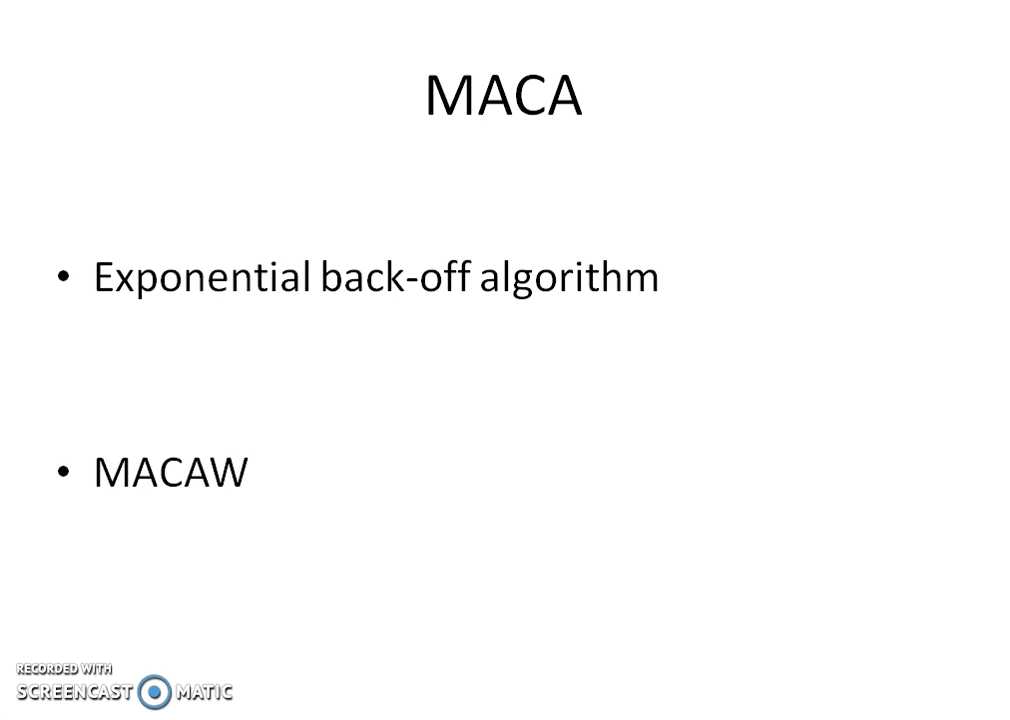 MACA
• Exponential back-off algorithm
• MACAW
RECORDED WITH
SCREENCAST MATIC